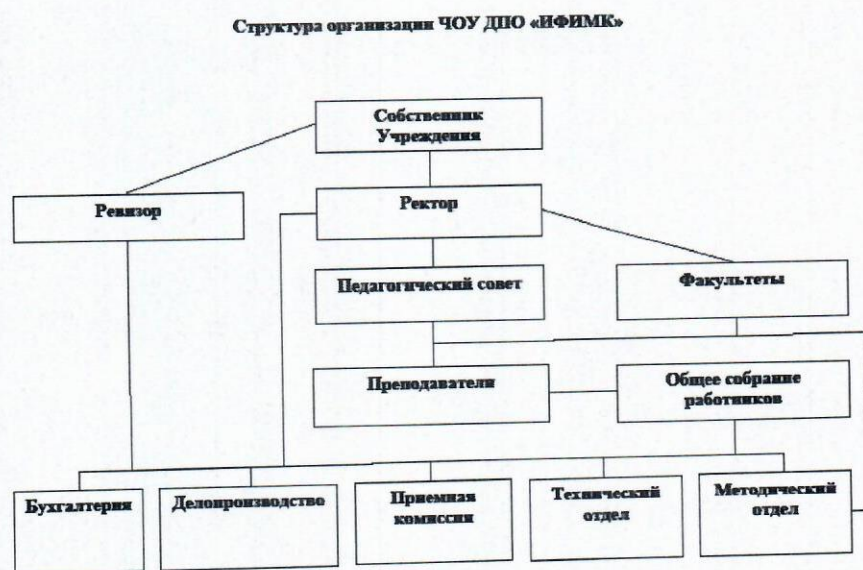 Структура организации ЧОУ ДПО «ИФИМК»
Собственник
Учреждения
Ревизор
Ректор
Педагогический совет
Факультеты
Преподаватели
Общее собрание
работников
Бухгалтерия
Делопроизводство
Приемная
комиссия
Технический
отдел
Методический
отдел